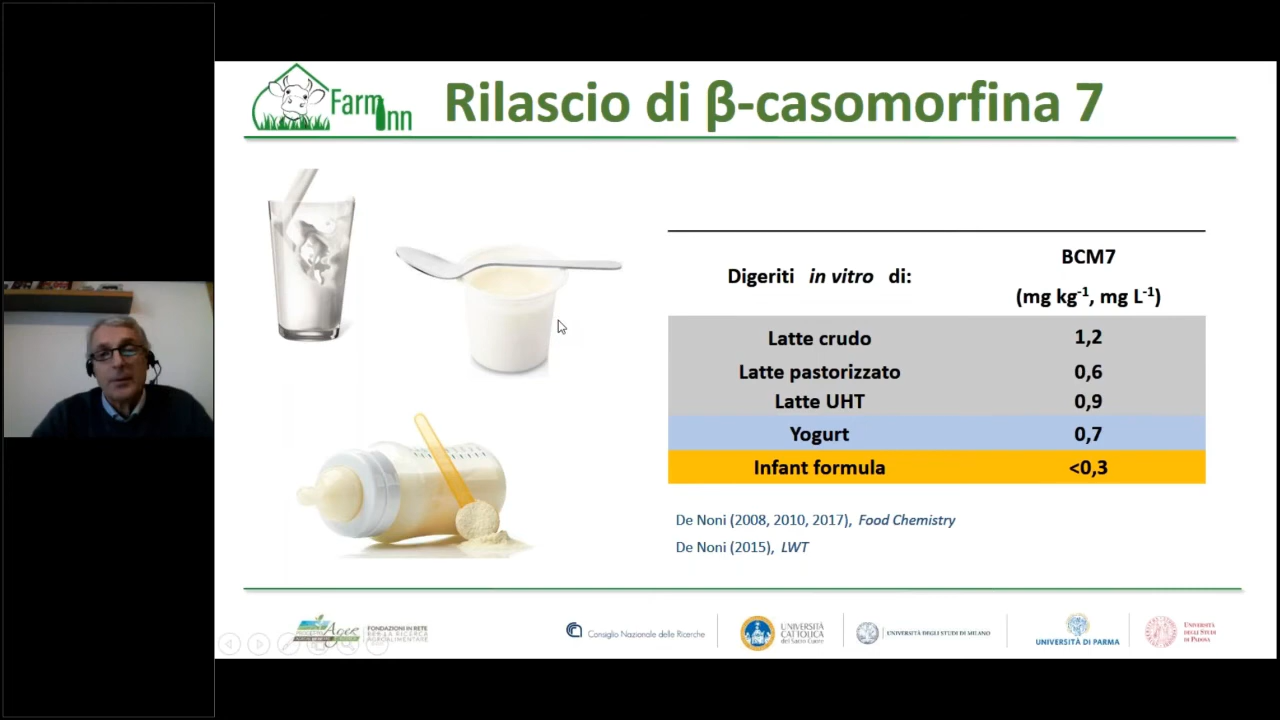 Farm
Inn
Rilascio di β-casomorfina 7
Digeriti in vitro di:
BCM7
(mg kg⁻¹, mg L⁻¹)
Latte crudo 1,2
Latte pastorizzato 0,6
Latte UHT 0,9
Yogurt 0,7
Infant formula <0,3
De Noni (2008, 2010, 2017), Food Chemistry
De Noni (2015), LWT
Ager
FONDAZIONI IN RETE
PER LA RICERCA
AGROALIMENTARE
Consiglio Nazionale delle Ricerche
UNIVERSITÀ
CATTOLICA
del Sacro Cuore
UNIVERSITÀ DEGLI STUDI DI MILANO
UNIVERSITÀ DI PARMA
UNIVERSITÀ
DEGLI STUDI
DI PADOVA